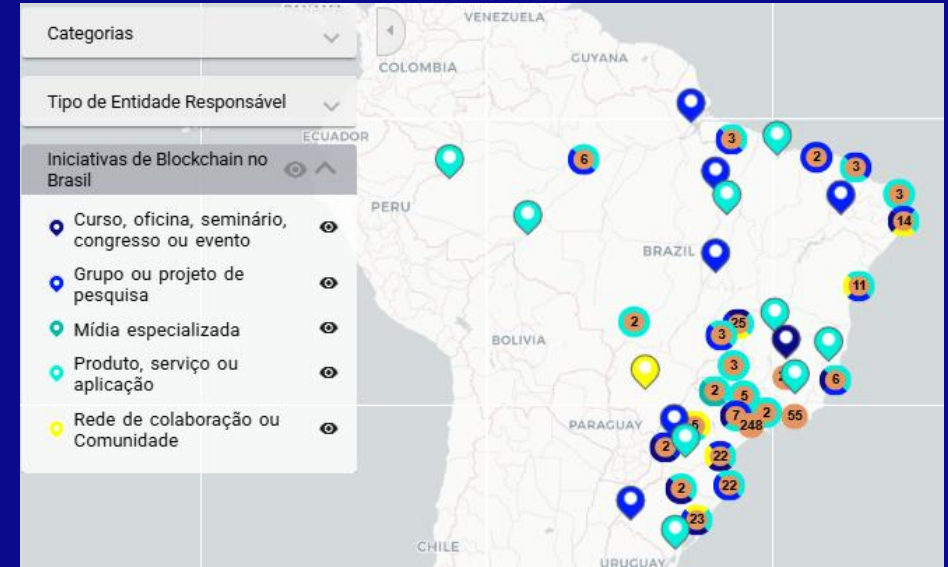 Categorias
Tipo de Entidade Responsável
Iniciativas de Blockchain no
Brasil
Curso, oficina, seminário,
congresso ou evento
Grupo ou projeto de
pesquisa
Mídia especializada
Produto, serviço ou
aplicação
Rede de colaboração ou
Comunidade
VENEZUELA
GUYANA
COLOMBIA
ECUADOR
PERU
BRAZIL
BOLIVIA
PARAGUAY
CHILE
URUGUAY
3
6
2
3
3
14
11
2
25
3
3
6
2
5
7
2
55
248
5
2
22
2
22
23